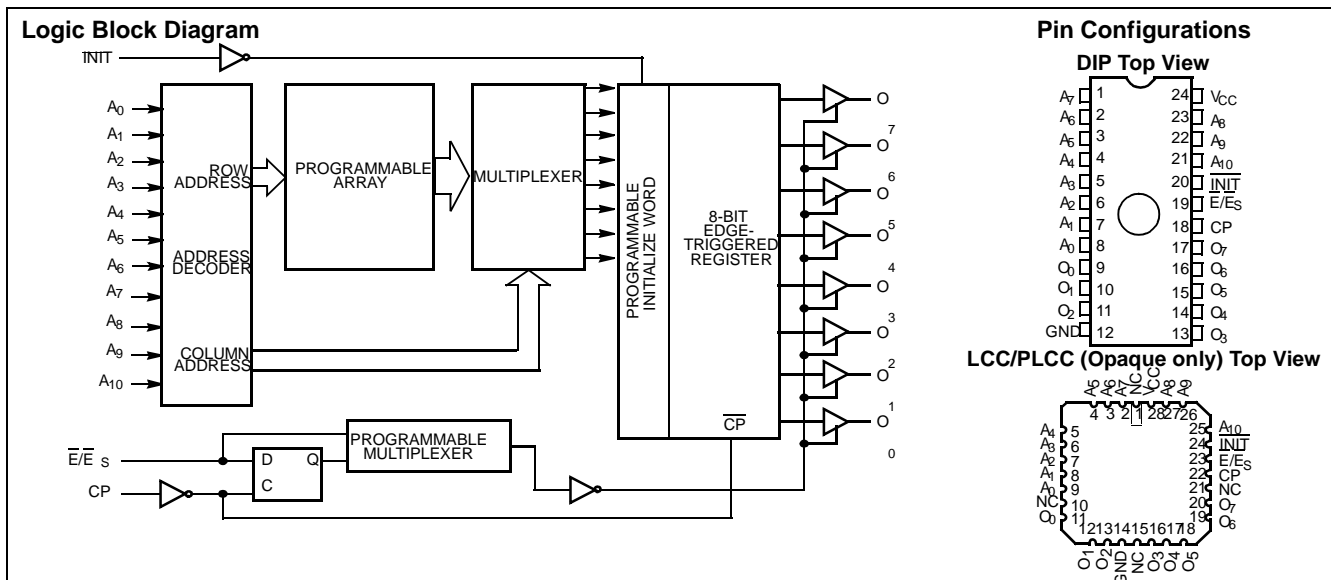 Logic Block Diagram
INIT
A0
A1
A2
A3
A4
A5
A6
A7
A8
A9
A10
ROW
ADDRESS
ADDRESS
DECODER
COLUMN
ADDRESS
PROGRAMMABLE
ARRAY
MULTIPLEXER
PROGRAMMABLE
INITIALIZE WORD
8-BIT
EDGE-
TRIGGERED
REGISTER
CP
O
7
O
6
O
5
O
4
O
3
O
2
O
1
O
0
E/ES
CP
D
Q
C
PROGRAMMABLE
MULTIPLEXER
Pin Configurations
DIP Top View
A7 1 24 VCC
A6 2 23 A8
A5 3 22 A9
A4 4 21 A10
A3 5 20 INIT
A2 6 19 E/ES
A1 7 18 CP
A0 8 17 O7
O0 9 16 O6
O1 10 15 O5
O2 11 14 O4
GND 12 13 O3
LCC/PLCC (Opaque only) Top View
A5 A6 A7 NC VCC A8 A9
4 3 2 1 28 27 26
A4 5 25 A10
A3 6 24 INIT
A2 7 23 E/ES
A1 8 22 CP
A0 9 21 NC
NC 10 20 O7
O0 11 19 O6
12 13 14 15 16 17 18
O1 O2 GND NC O3 O4 O5